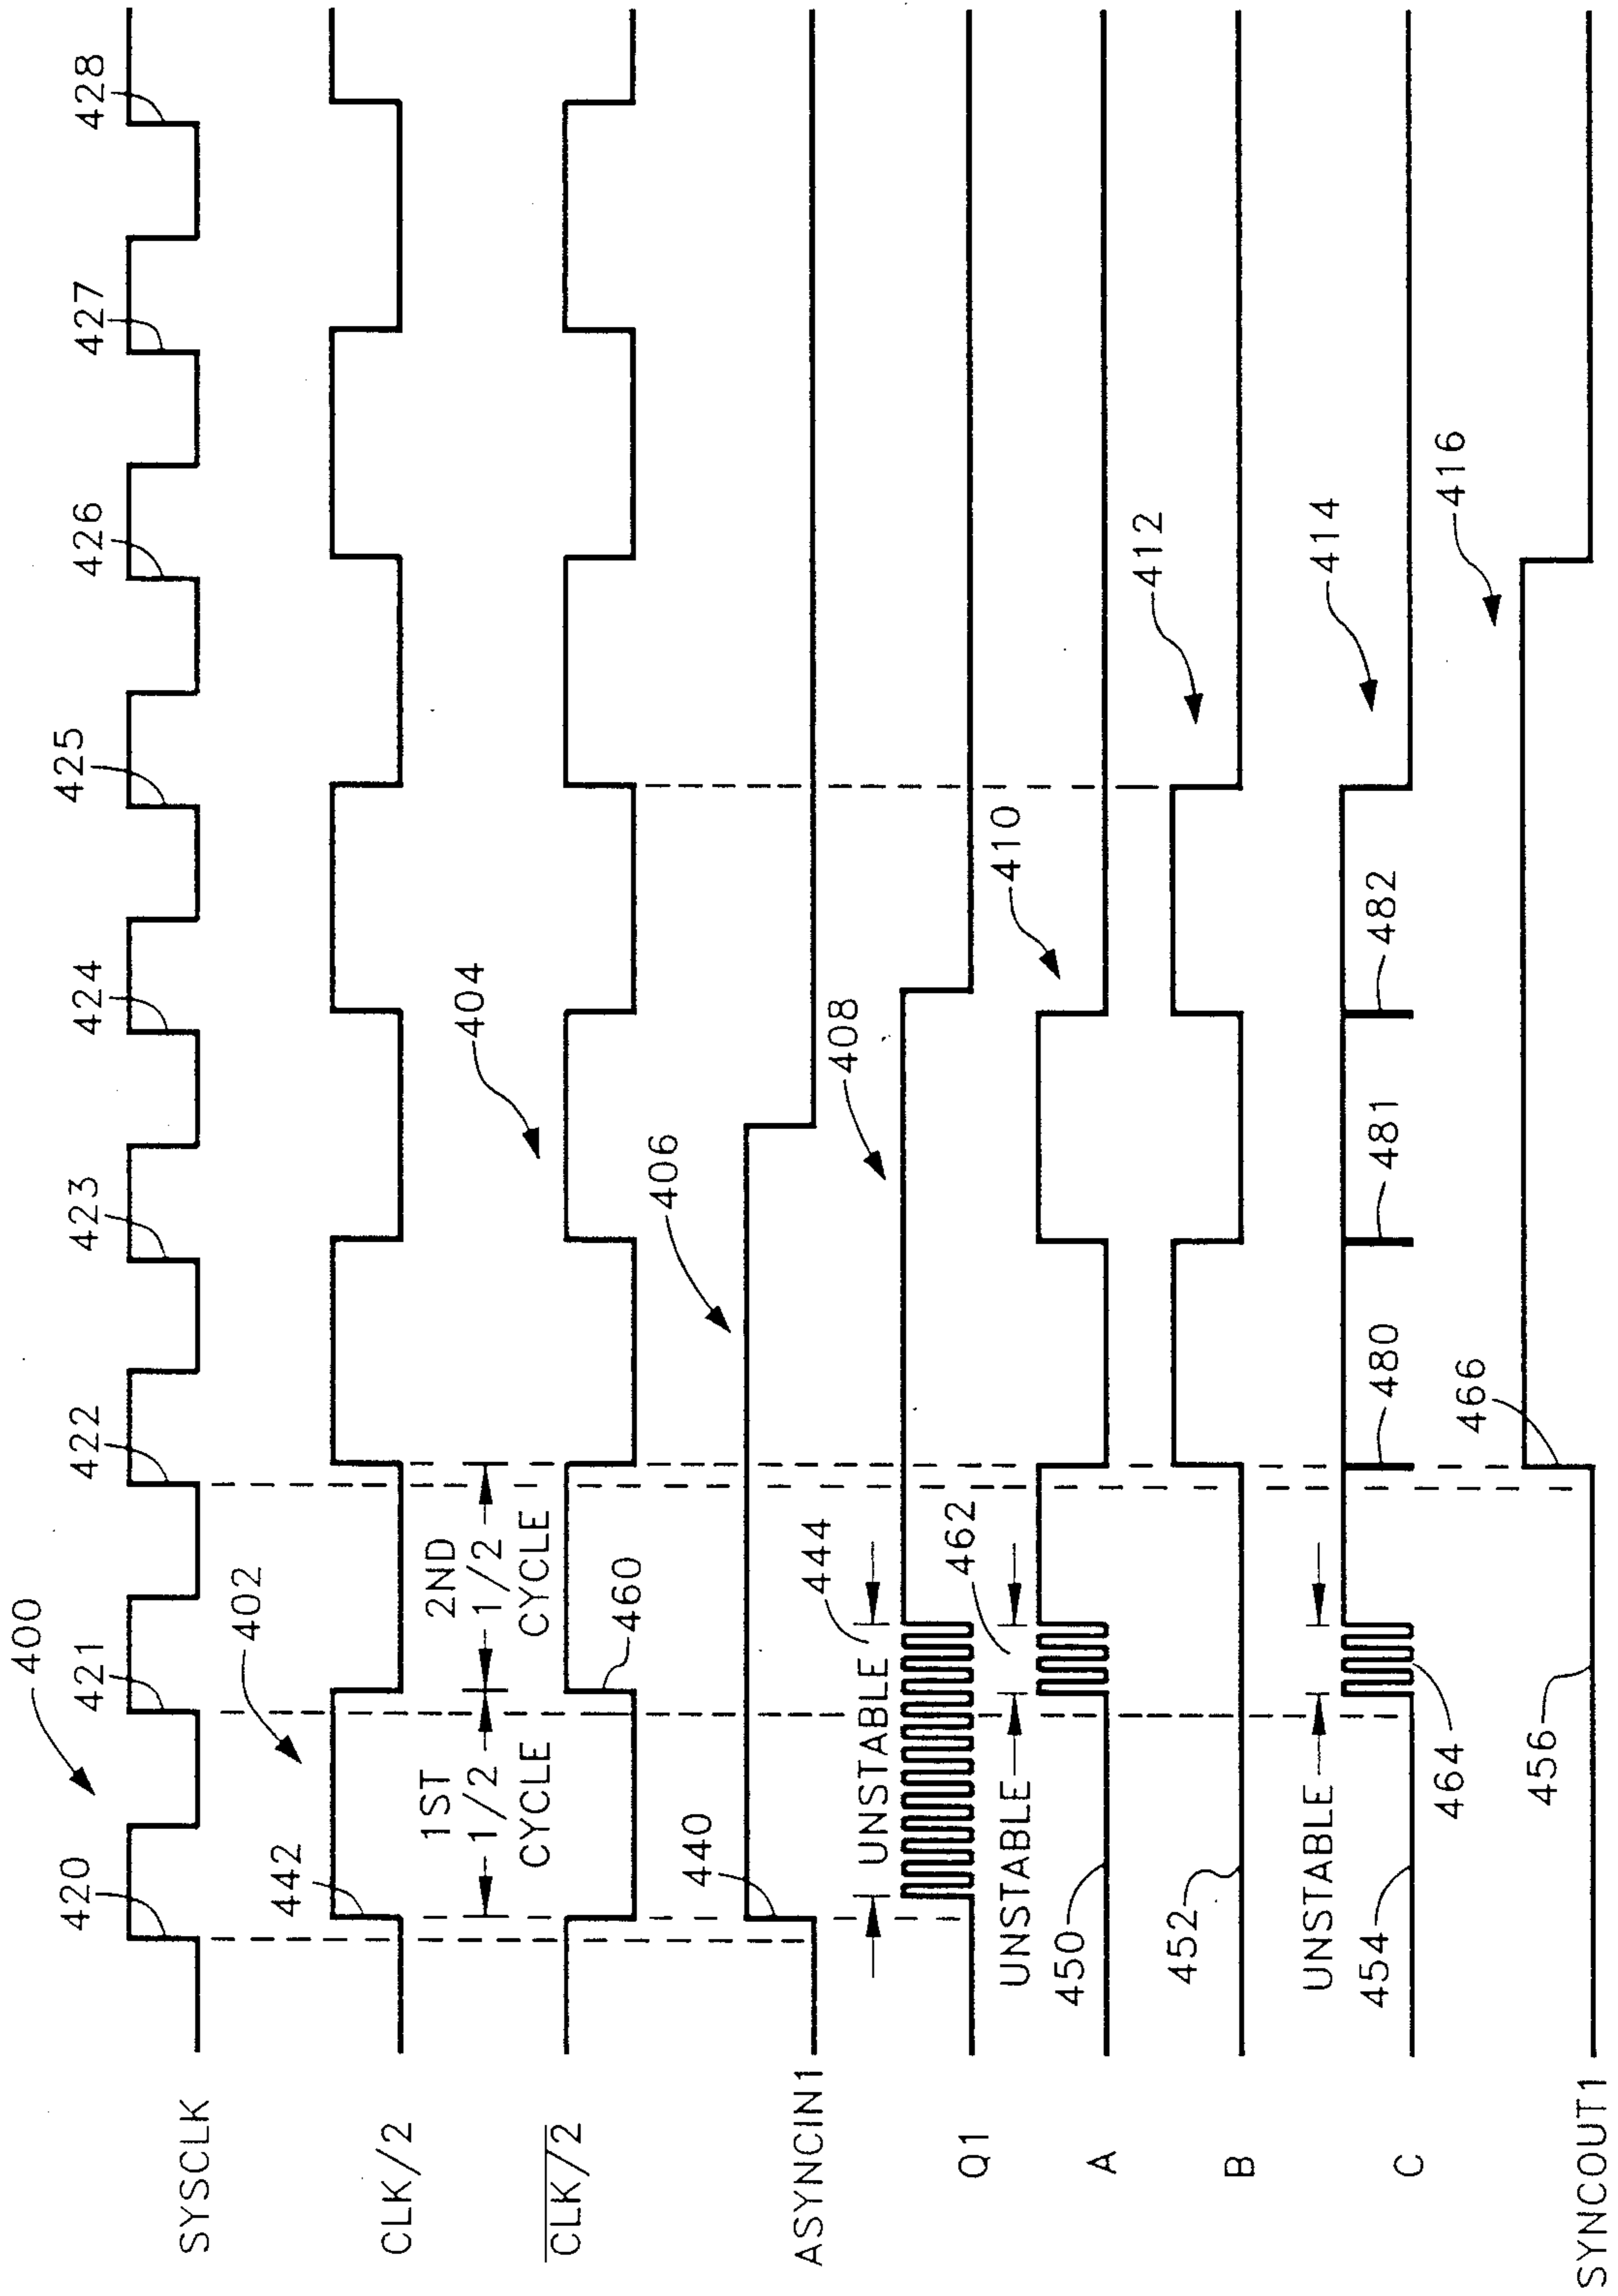 400
420
421
422
423
424
425
426
427
428
SYSCLK
402
442
CLK/2
1ST
1/2
CYCLE
2ND
1/2
CYCLE
404
460
CLK/2
406
440
ASYNCIN1
408
UNSTABLE
444
Q1
410
UNSTABLE
462
450
A
412
452
B
414
UNSTABLE
480
481
482
454
464
C
416
466
456
SYNCOUT1